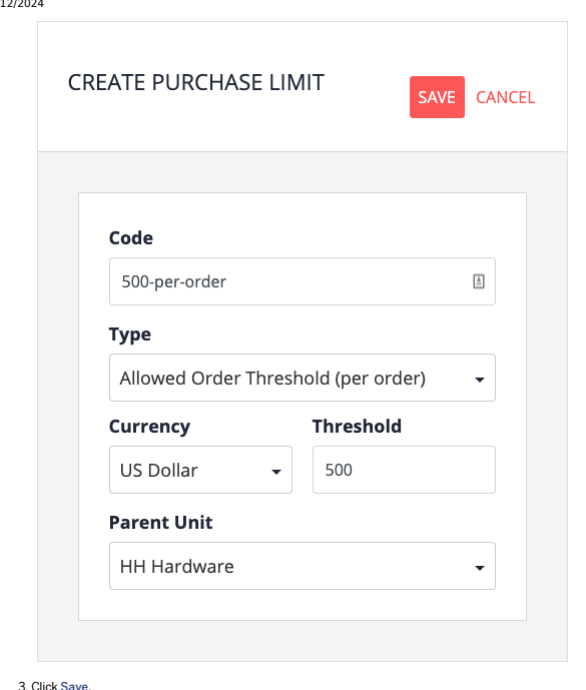 12/2024
CREATE PURCHASE LIMIT
SAVE CANCEL
Code
500-per-order
Type
Allowed Order Threshold (per order)
Currency Threshold
US Dollar 500
Parent Unit
HH Hardware
3. Click Save.